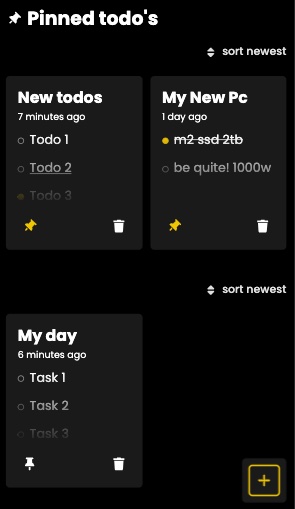 Pinned todo's
sort newest
New todos
7 minutes ago
Todo 1
Todo 2
Todo 3
My New Pc
1 day ago
m2 ssd 2tb
be quite! 1000w
sort newest
My day
6 minutes ago
Task 1
Task 2
Task 3